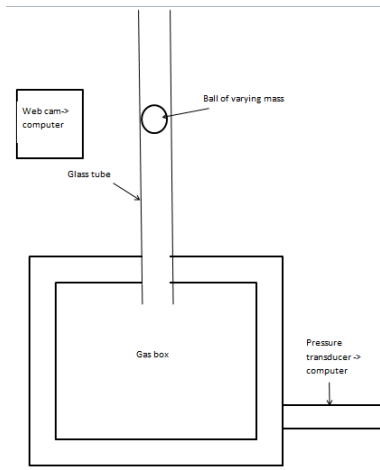 Ball of varying mass
Web cam->
computer
Glass tube
Gas box
Pressure
transducer ->
computer